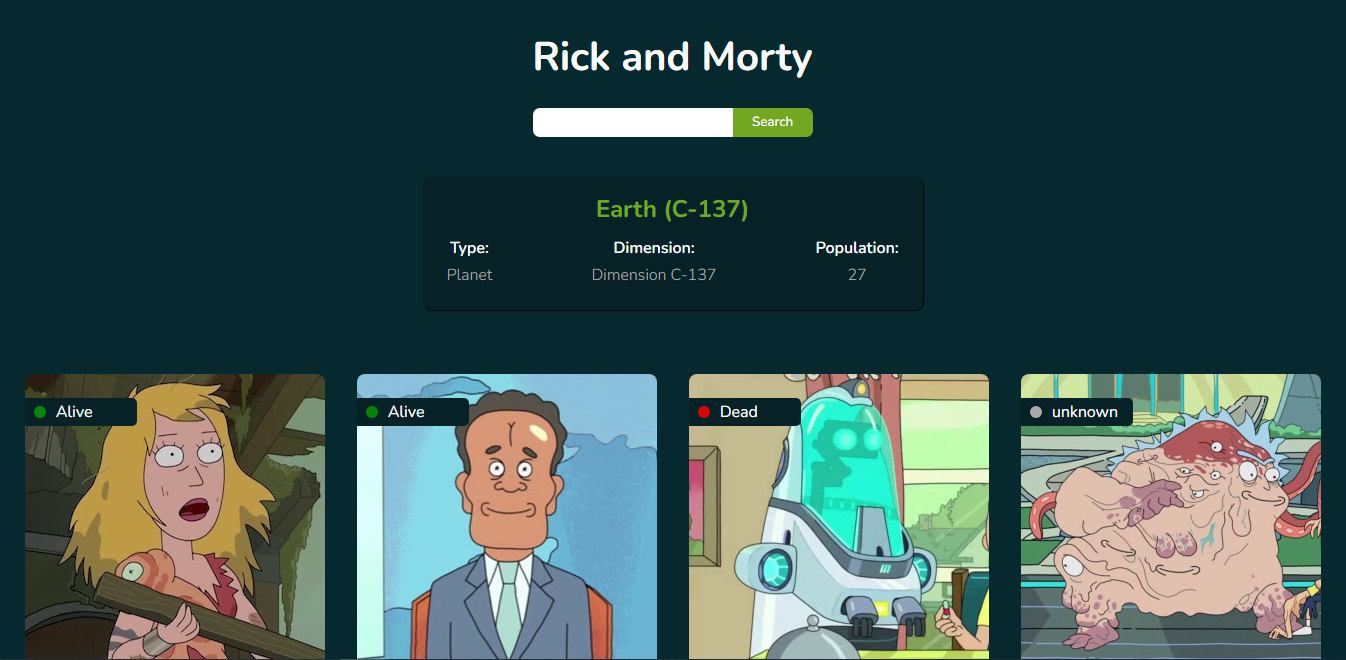 Rick and Morty
Search
Earth (C-137)
Type: Dimension: Population:
Planet Dimension C-137 27
Alive Alive Dead unknown